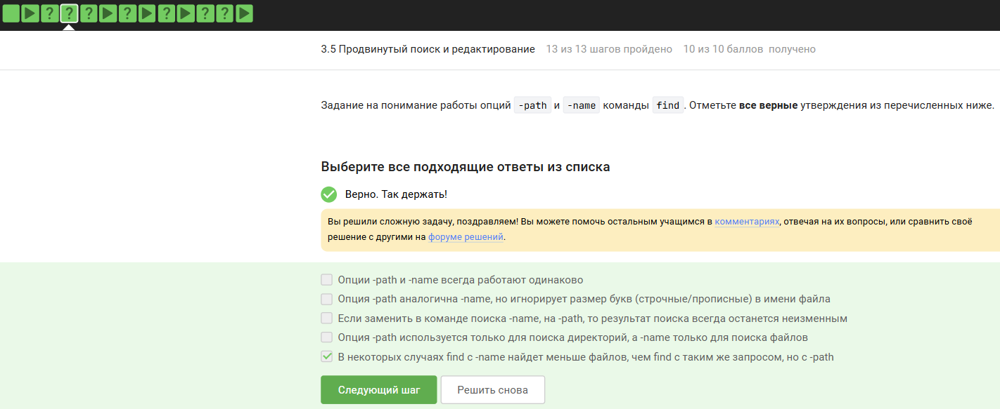 ? ? ? ? ? ? ?
3.5 Продвинутый поиск и редактирование 13 из 13 шагов пройдено 10 из 10 баллов получено
Задание на понимание работы опций -path и -name команды find . Отметьте все верные утверждения из перечисленных ниже.
Выберите все подходящие ответы из списка
Верно. Так держать!
Вы решили сложную задачу, поздравляем! Вы можете помочь остальным учащимся в комментариях, отвечая на их вопросы, или сравнить своё
решение с другими на форуме решений.
Опции -path и -name всегда работают одинаково
Опция -path аналогична -name, но игнорирует размер букв (строчные/прописные) в имени файла
Если заменить в команде поиска -name, на -path, то результат поиска всегда останется неизменным
Опция -path используется только для поиска директорий, а -name только для поиска файлов
В некоторых случаях find с -name найдет меньше файлов, чем find с таким же запросом, но с -path
Следующий шаг Решить снова